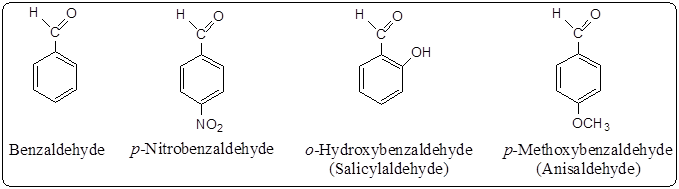 H O
C
H O
C
NO2
H O
C
OH
H O
C
OCH3
Benzaldehyde
p-Nitrobenzaldehyde
o-Hydroxybenzaldehyde
(Salicylaldehyde)
p-Methoxybenzaldehyde
(Anisaldehyde)